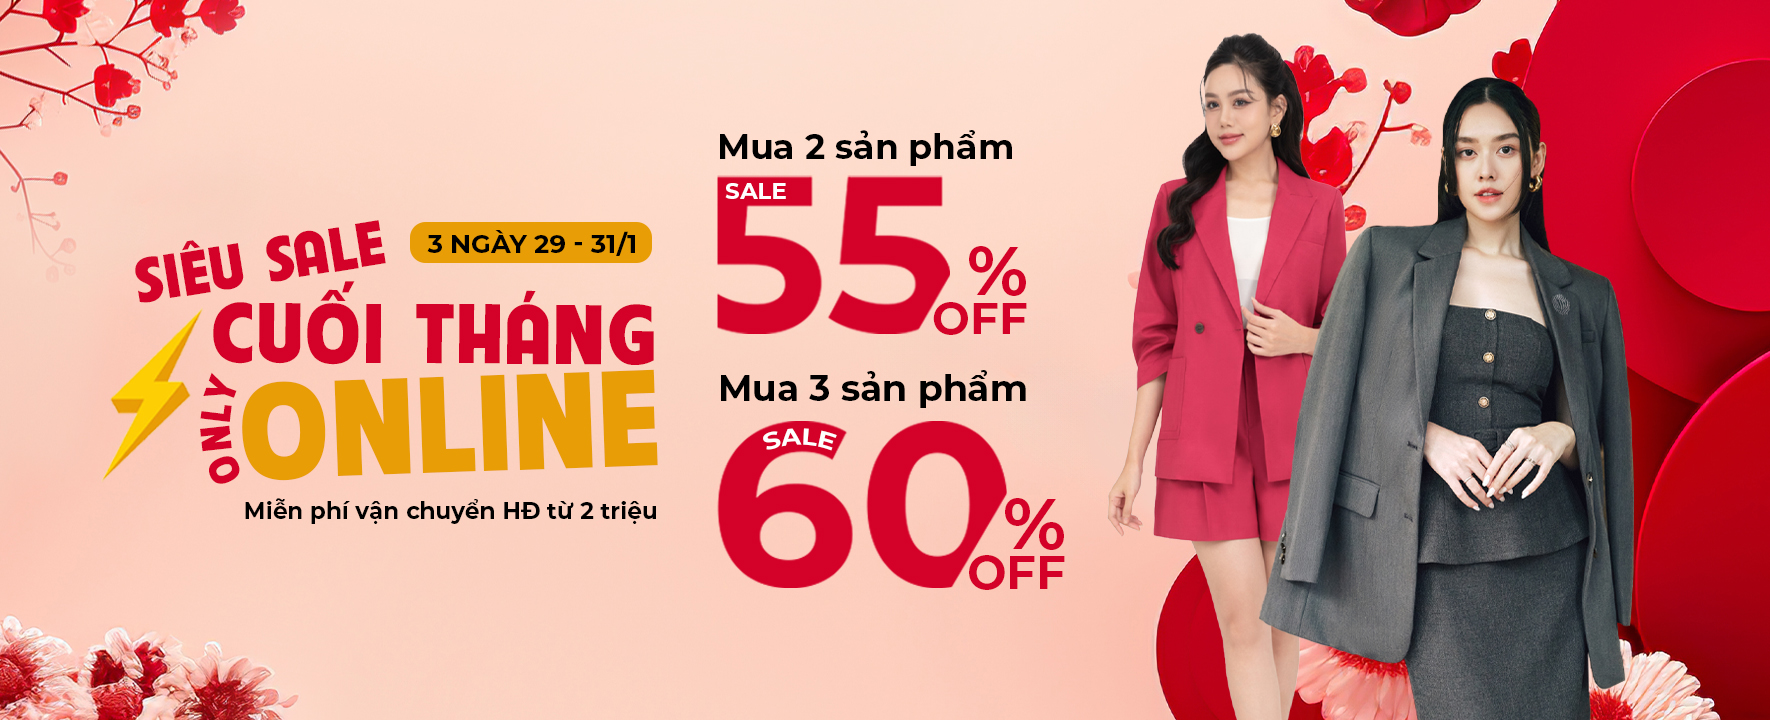 SIÊU SALE
3 NGÀY 29 - 31/1
CUỐI THÁNG
ONLY
ONLINE
Miễn phí vận chuyển HĐ từ 2 triệu
Mua 2 sản phẩm
SALE
55%
OFF
Mua 3 sản phẩm
SALE
60%
OFF